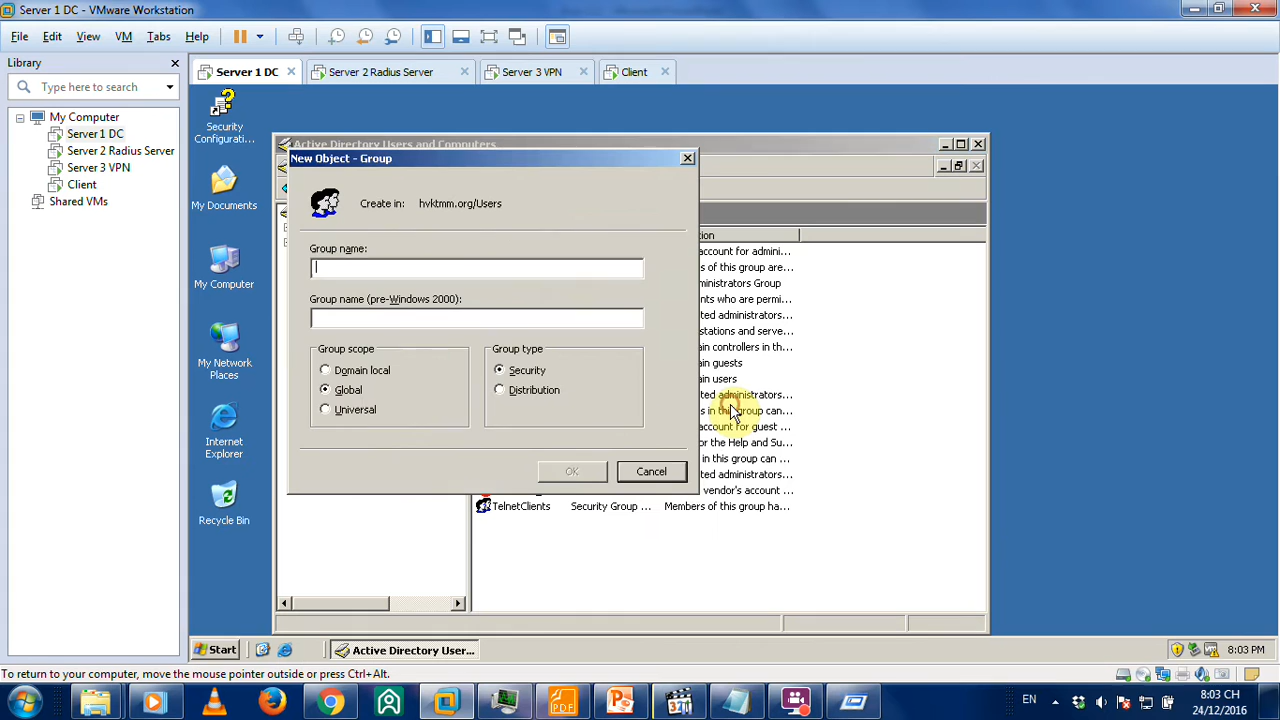 Server 1 DC - VMware Workstation
File Edit View VM Tabs Help
Library
Type here to search
My Computer
Server 1 DC
Server 2 Radius Server
Server 3 VPN
Client
Shared VMs
Server 1 DC Server 2 Radius Server Server 3 VPN Client
Security
Configurati...
My Documents
My Computer
My Network
Places
Internet
Explorer
Recycle Bin
Active Directory Users and Computers
New Object - Group
Create in: hvktmm.org/Users
Group name:
Group name (pre-Windows 2000):
Group scope
Domain local
Global
Universal
Group type
Security
Distribution
OK Cancel
account for admini...
s of this group are...
ministrators Group
nts who are permi...
ted administrators...
stations and serve...
ain controllers in th...
ain guests
ain users
ted administrators...
s in this group can...
account for guest ...
or the Help and Su...
in this group can ...
ted administrators...
vendor's account ...
TelnetClients Security Group ... Members of this group ha...
Start Active Directory User... 8:03 PM
To return to your computer, move the mouse pointer outside or press Ctrl+Alt.
EN 8:03 CH
24/12/2016